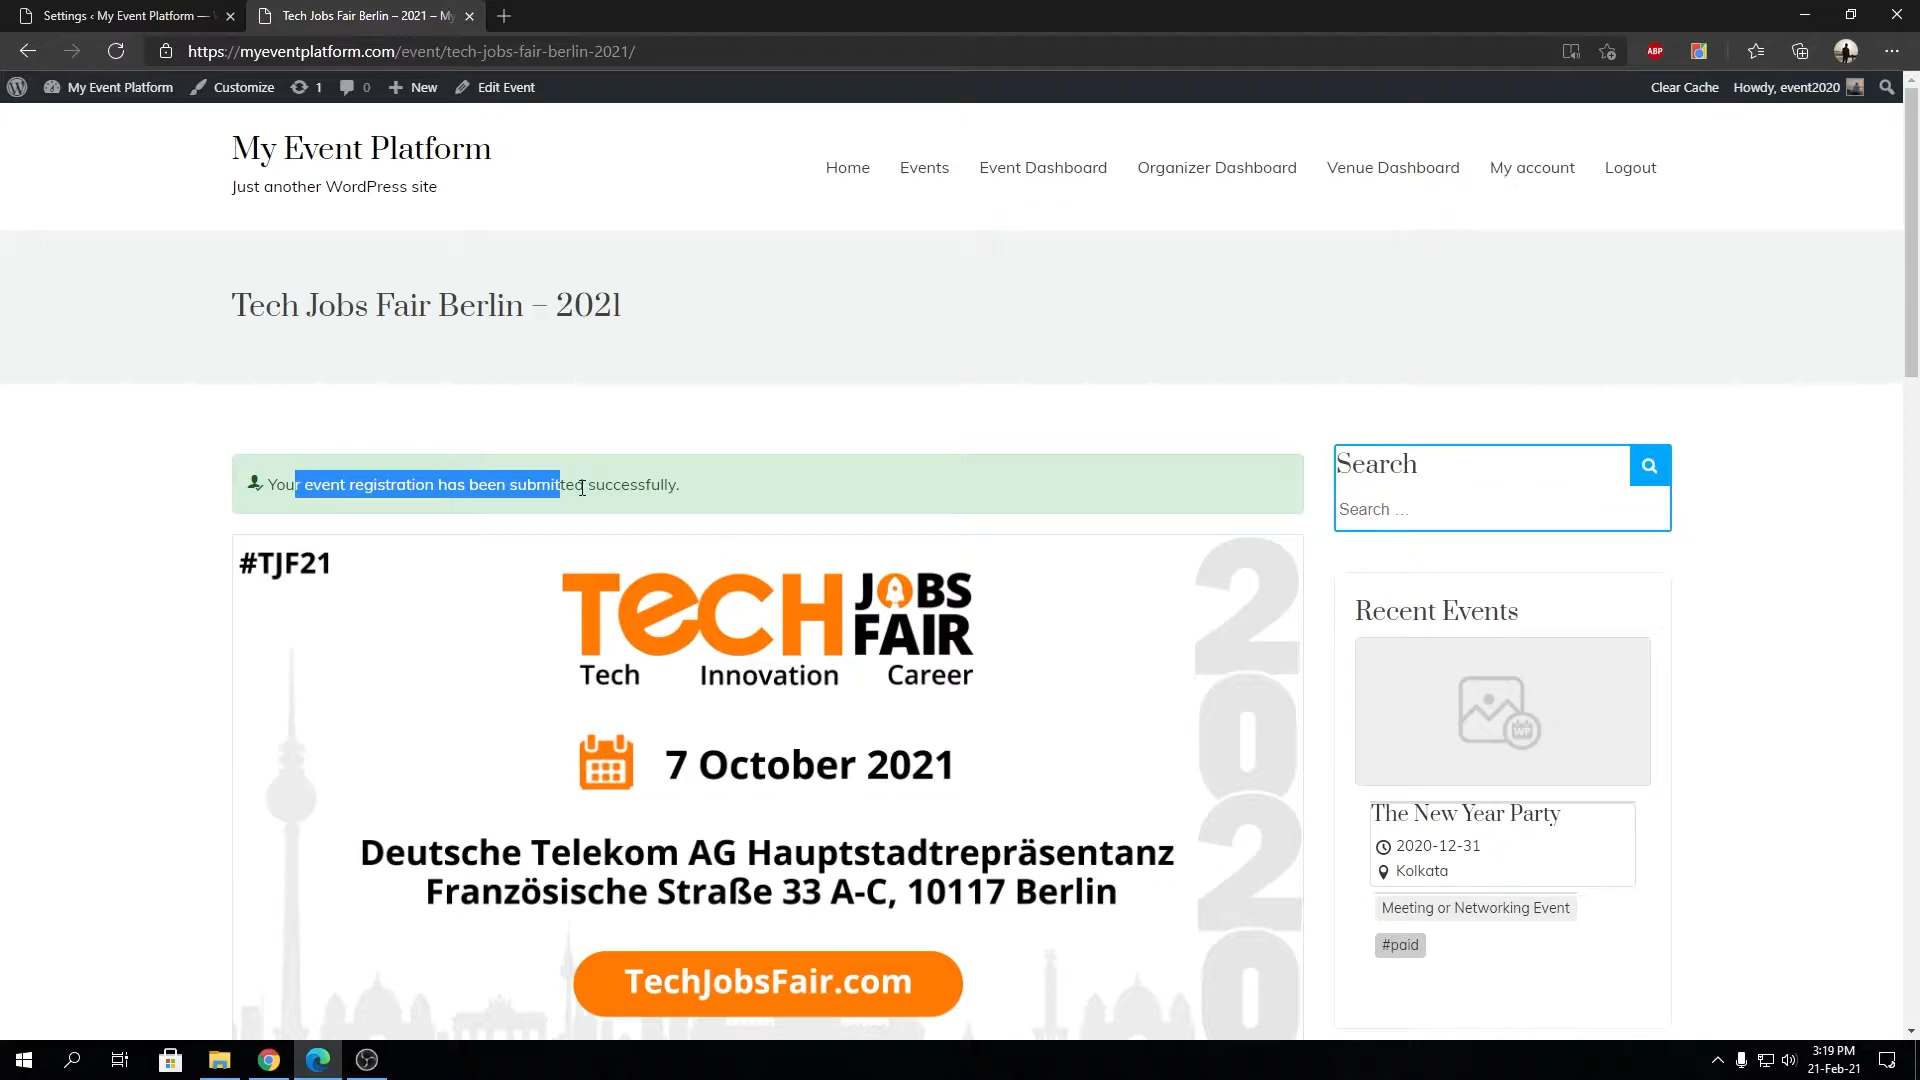 Settings ‹ My Event Platform —
Tech Jobs Fair Berlin – 2021 – My
https://myeventplatform.com/event/tech-jobs-fair-berlin-2021/
ABP
My Event Platform
Customize
1
0
New
Edit Event
Clear Cache
Howdy, event2020
My Event Platform
Just another WordPress site
Home
Events
Event Dashboard
Organizer Dashboard
Venue Dashboard
My account
Logout
Tech Jobs Fair Berlin – 2021
Your event registration has been submitted successfully.
Search
Search …
#TJF21
TeCH JOBS FAIR
Tech Innovation Career
7 October 2021
Deutsche Telekom AG Hauptstadtrepräsentanz
Französische Straße 33 A-C, 10117 Berlin
TechJobsFair.com
2020
Recent Events
WP
The New Year Party
2020-12-31
Kolkata
Meeting or Networking Event
#paid
3:19 PM
21-Feb-21